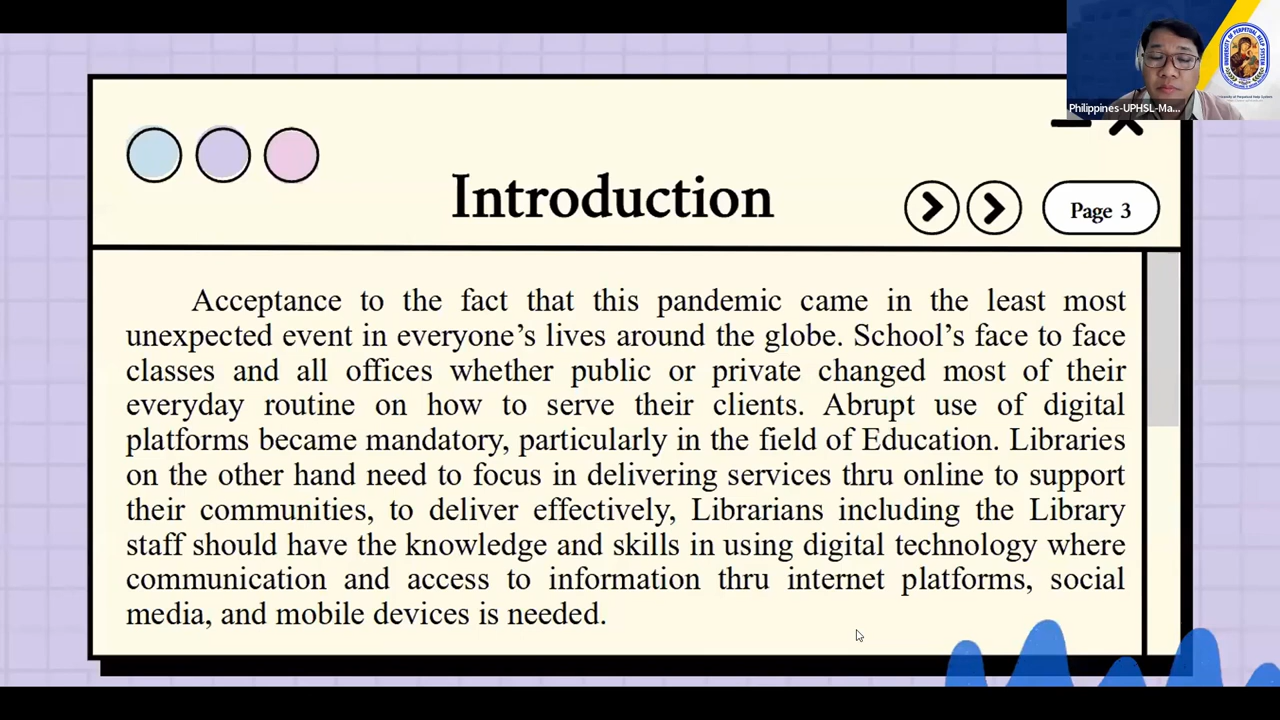 Philippines-UPHSL-Ma...
Introduction
Page 3
Acceptance to the fact that this pandemic came in the least most
unexpected event in everyone’s lives around the globe. School’s face to face
classes and all offices whether public or private changed most of their
everyday routine on how to serve their clients. Abrupt use of digital
platforms became mandatory, particularly in the field of Education. Libraries
on the other hand need to focus in delivering services thru online to support
their communities, to deliver effectively, Librarians including the Library
staff should have the knowledge and skills in using digital technology where
communication and access to information thru internet platforms, social
media, and mobile devices is needed.